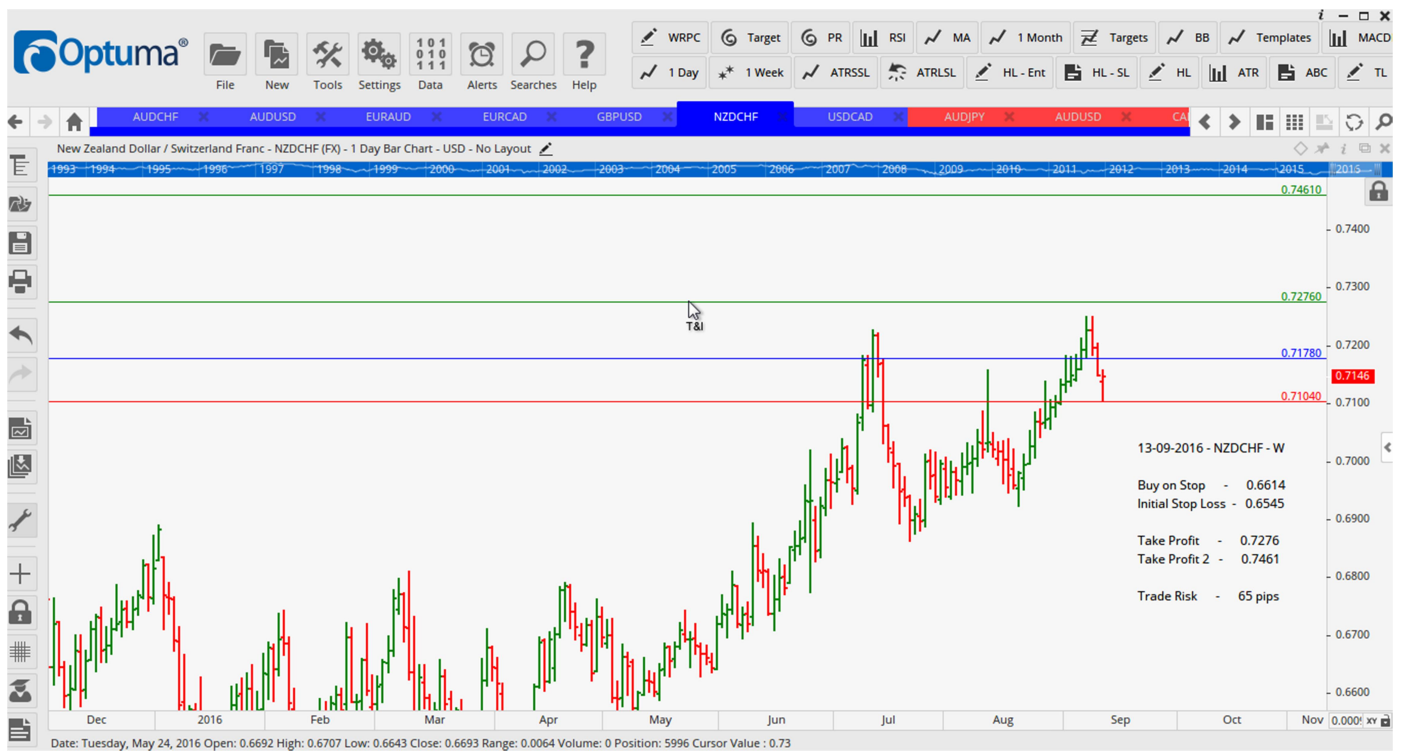 Optuma®
File
New
Tools
Settings
Data
Alerts
Searches
Help
WRPC
Target
PR
RSI
MA
1 Month
Targets
BB
Templates
MACD
1 Day
1 Week
ATRSSL
ATRLSL
HL - Ent
HL - SL
HL
ATR
ABC
TL
AUDCHF
AUDUSD
EURAUD
EURCAD
GBPUSD
NZDCHF
USDCAD
AUDJPY
AUDUSD
New Zealand Dollar / Switzerland Franc - NZDCHF (FX) - 1 Day Bar Chart - USD - No Layout
1993 1994 1995 1996 1997 1998 1999 2000 2001 2002 2003 2004 2005 2006 2007 2008 2009 2010 2011 2012 2013 2014 2015 2016
0.74610
0.7400
0.7300
0.72760
T&I
0.7200
0.71780
0.7146
0.71040
0.7100
13-09-2016 - NZDCHF - W
0.7000
Buy on Stop - 0.6614
Initial Stop Loss - 0.6545
0.6900
Take Profit - 0.7276
Take Profit 2 - 0.7461
0.6800
Trade Risk - 65 pips
0.6700
0.6600
Dec 2016 Feb Mar Apr May Jun Jul Aug Sep Oct Nov
XY
Date: Tuesday, May 24, 2016 Open: 0.6692 High: 0.6707 Low: 0.6643 Close: 0.6693 Range: 0.0064 Volume: 0 Position: 5996 Cursor Value : 0.73